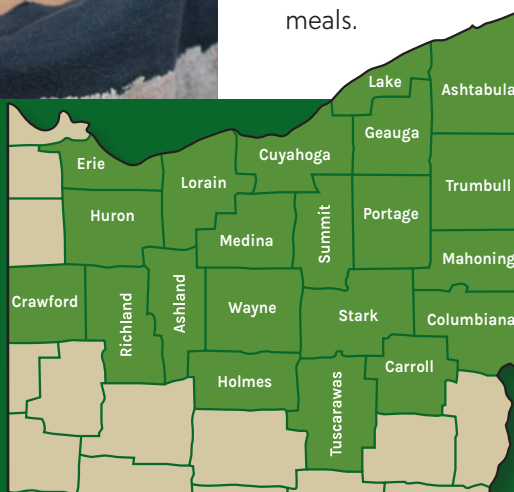 meals.
Lake
Ashtabula
Geauga
Erie
Cuyahoga
Lorain
Trumbull
Huron
Summit
Portage
Medina
Mahoning
Crawford
Richland
Ashland
Wayne
Stark
Columbiana
Carroll
Holmes
Tuscarawas